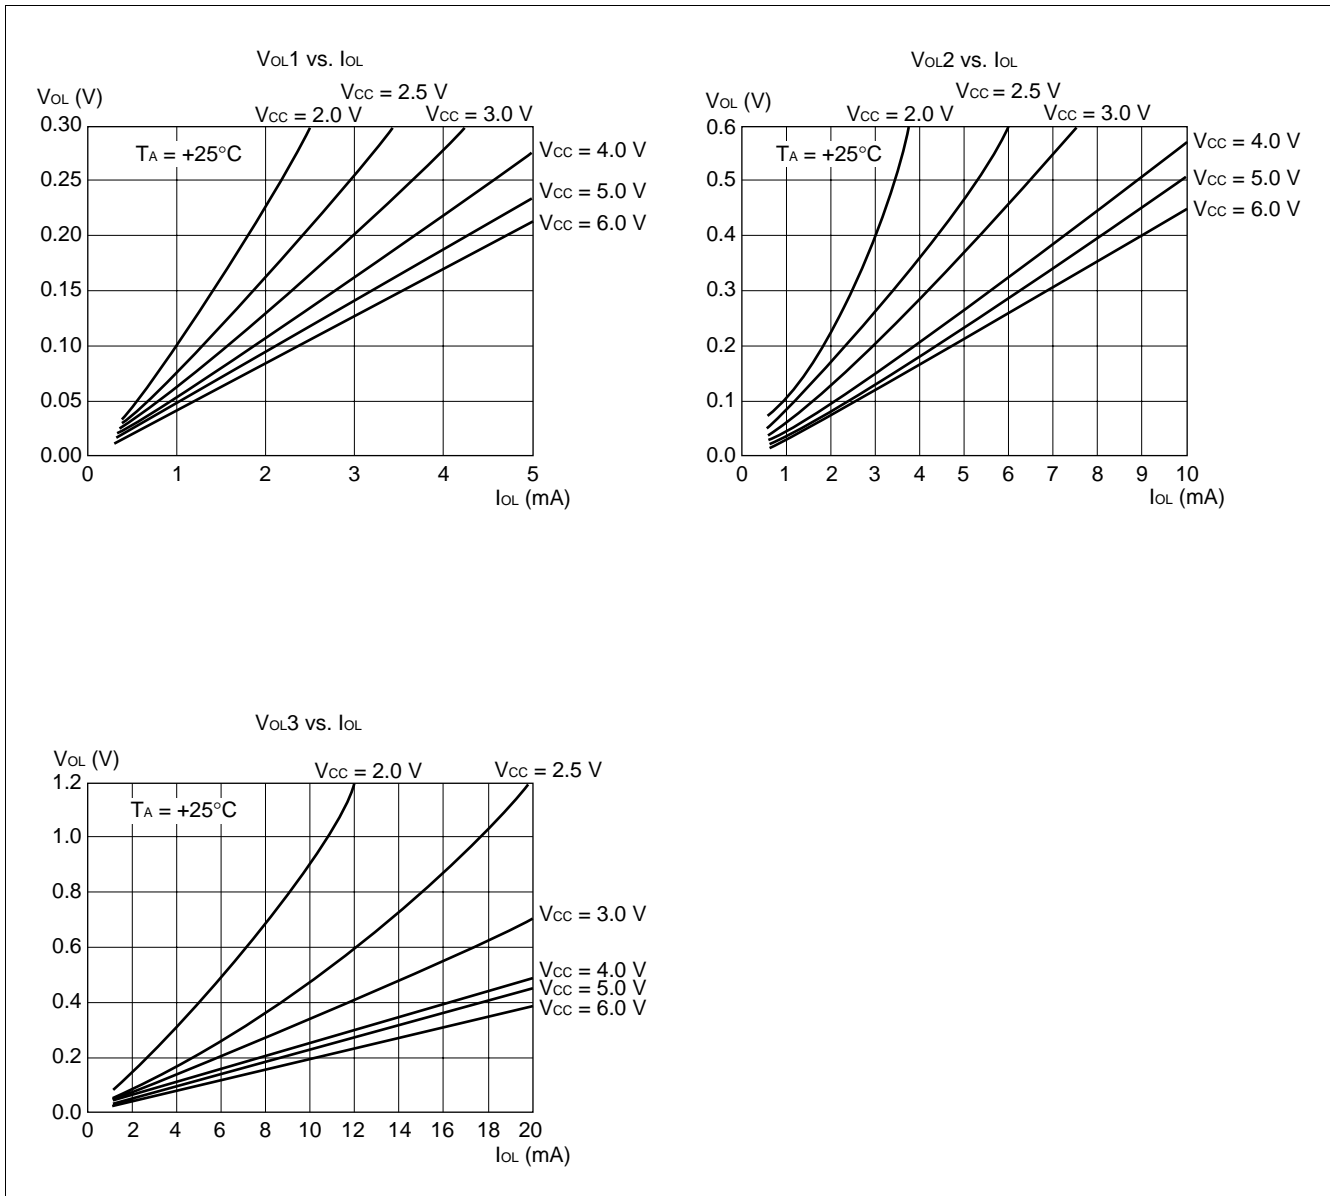 VOL1 vs. IOL
VOL (V)
VCC = 2.0 V
VCC = 2.5 V
VCC = 3.0 V
0.30
0.25
0.20
0.15
0.10
0.05
0.00
TA = +25°C
VCC = 4.0 V
VCC = 5.0 V
VCC = 6.0 V
0 1 2 3 4 5
IOL (mA)
VOL2 vs. IOL
VOL (V)
VCC = 2.0 V
VCC = 2.5 V
VCC = 3.0 V
0.6
0.5
0.4
0.3
0.2
0.1
0.0
TA = +25°C
VCC = 4.0 V
VCC = 5.0 V
VCC = 6.0 V
0 1 2 3 4 5 6 7 8 9 10
IOL (mA)
VOL3 vs. IOL
VOL (V)
VCC = 2.0 V
VCC = 2.5 V
1.2
1.0
0.8
0.6
0.4
0.2
0.0
TA = +25°C
VCC = 3.0 V
VCC = 4.0 V
VCC = 5.0 V
VCC = 6.0 V
0 2 4 6 8 10 12 14 16 18 20
IOL (mA)